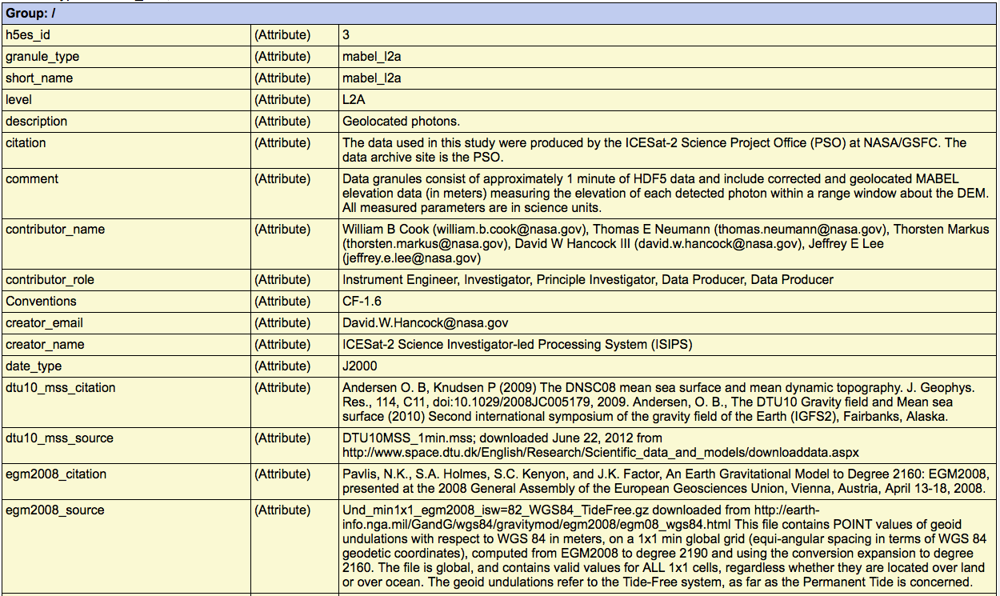 Group: /
h5es_id (Attribute) 3
granule_type (Attribute) mabel_l2a
short_name (Attribute) mabel_l2a
level (Attribute) L2A
description (Attribute) Geolocated photons.
citation (Attribute) The data used in this study were produced by the ICESat-2 Science Project Office (PSO) at NASA/GSFC. The
data archive site is the PSO.
comment (Attribute) Data granules consist of approximately 1 minute of HDF5 data and include corrected and geolocated MABEL
elevation data (in meters) measuring the elevation of each detected photon within a range window about the DEM.
All measured parameters are in science units.
contributor_name (Attribute) William B Cook (william.b.cook@nasa.gov), Thomas E Neumann (thomas.neumann@nasa.gov), Thorsten Markus
(thorsten.markus@nasa.gov), David W Hancock III (david.w.hancock@nasa.gov), Jeffrey E Lee
(jeffrey.e.lee@nasa.gov)
contributor_role (Attribute) Instrument Engineer, Investigator, Principle Investigator, Data Producer, Data Producer
Conventions (Attribute) CF-1.6
creator_email (Attribute) David.W.Hancock@nasa.gov
creator_name (Attribute) ICESat-2 Science Investigator-led Processing System (ISIPS)
date_type (Attribute) J2000
dtu10_mss_citation (Attribute) Andersen O. B, Knudsen P (2009) The DNSC08 mean sea surface and mean dynamic topography. J. Geophys.
Res., 114, C11, doi:10.1029/2008JC005179, 2009. Andersen, O. B., The DTU10 Gravity field and Mean sea
surface (2010) Second international symposium of the gravity field of the Earth (IGFS2), Fairbanks, Alaska.
dtu10_mss_source (Attribute) DTU10MSS_1min.mss; downloaded June 22, 2012 from
http://www.space.dtu.dk/English/Research/Scientific_data_and_models/downloaddata.aspx
egm2008_citation (Attribute) Pavlis, N.K., S.A. Holmes, S.C. Kenyon, and J.K. Factor, An Earth Gravitational Model to Degree 2160: EGM2008,
presented at the 2008 General Assembly of the European Geosciences Union, Vienna, Austria, April 13-18, 2008.
egm2008_source (Attribute) Und_min1x1_egm2008_isw=82_WGS84_TideFree.gz downloaded from http://earth-
info.nga.mil/GandG/wgs84/gravitymod/egm2008/egm08_wgs84.html This file contains POINT values of geoid
undulations with respect to WGS 84 in meters, on a 1x1 min global grid (equi-angular spacing in terms of WGS 84
geodetic coordinates), computed from EGM2008 to degree 2190 and using the conversion expansion to degree
2160. The file is global, and contains valid values for ALL 1x1 cells, regardless whether they are located over land
or over ocean. The geoid undulations refer to the Tide-Free system, as far as the Permanent Tide is concerned.